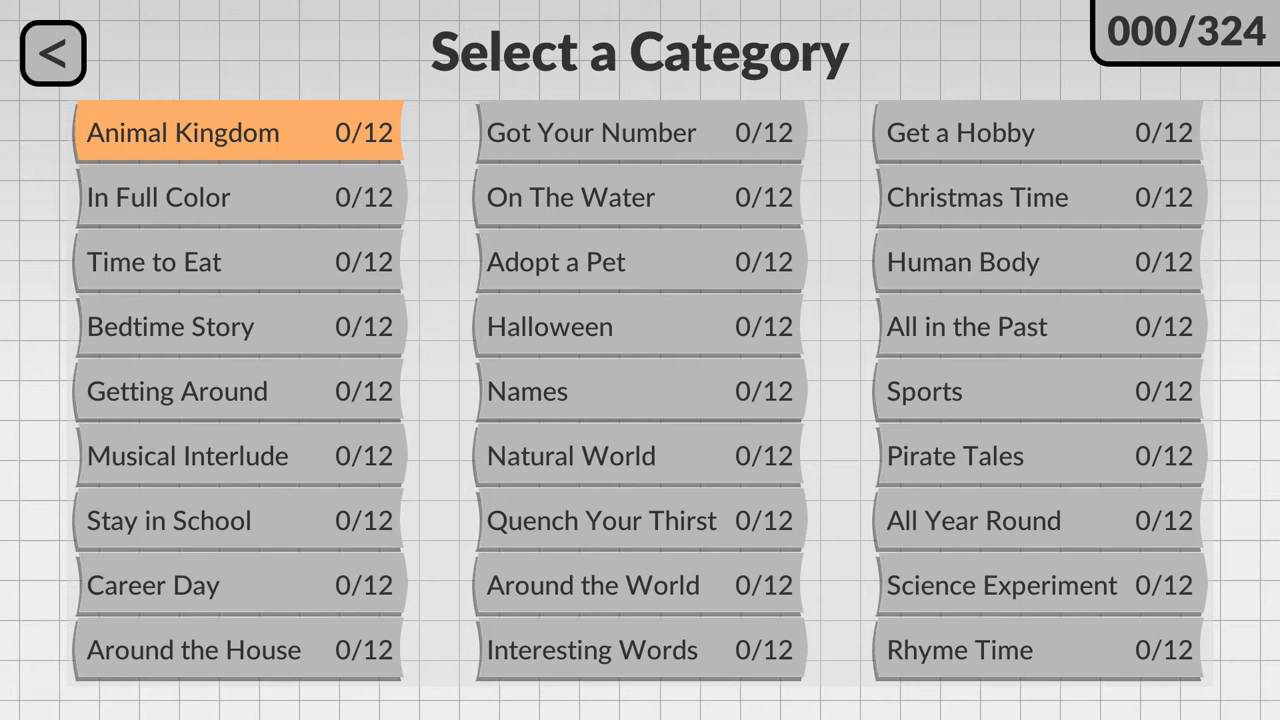 <
Select a Category
000/324
Animal Kingdom 0/12
In Full Color 0/12
Time to Eat 0/12
Bedtime Story 0/12
Getting Around 0/12
Musical Interlude 0/12
Stay in School 0/12
Career Day 0/12
Around the House 0/12
Got Your Number 0/12
On The Water 0/12
Adopt a Pet 0/12
Halloween 0/12
Names 0/12
Natural World 0/12
Quench Your Thirst 0/12
Around the World 0/12
Interesting Words 0/12
Get a Hobby 0/12
Christmas Time 0/12
Human Body 0/12
All in the Past 0/12
Sports 0/12
Pirate Tales 0/12
All Year Round 0/12
Science Experiment 0/12
Rhyme Time 0/12